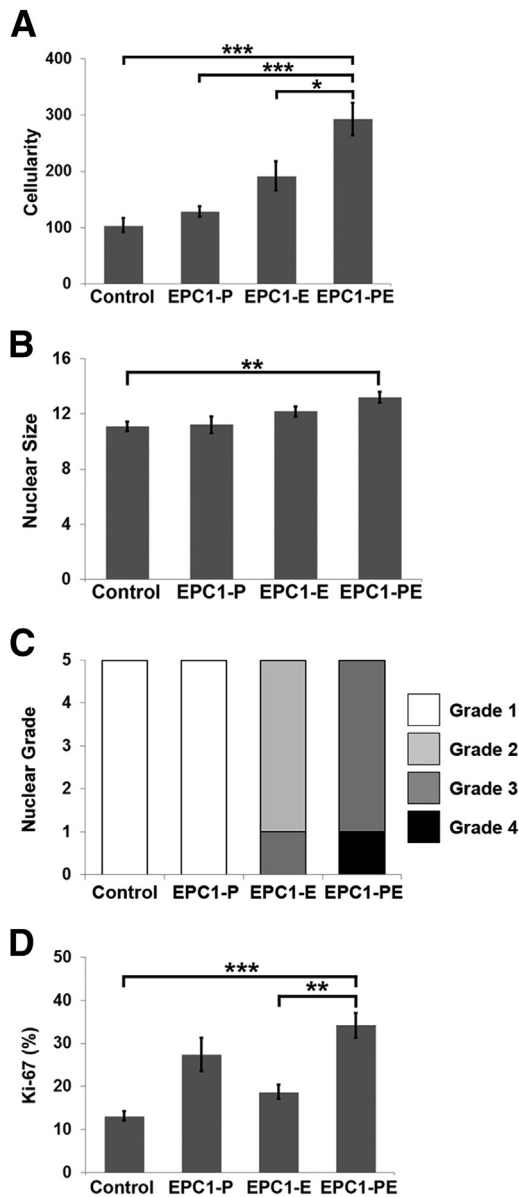 A
Cellularity
400
300
200
100
0
***
***
*
Control EPC1-P EPC1-E EPC1-PE
B
Nuclear Size
16
12
8
4
0
**
Control EPC1-P EPC1-E EPC1-PE
C
Nuclear Grade
5
4
3
2
1
0
Control EPC1-P EPC1-E EPC1-PE
Grade 1
Grade 2
Grade 3
Grade 4
D
Ki-67 (%)
50
40
30
20
10
0
***
**
Control EPC1-P EPC1-E EPC1-PE